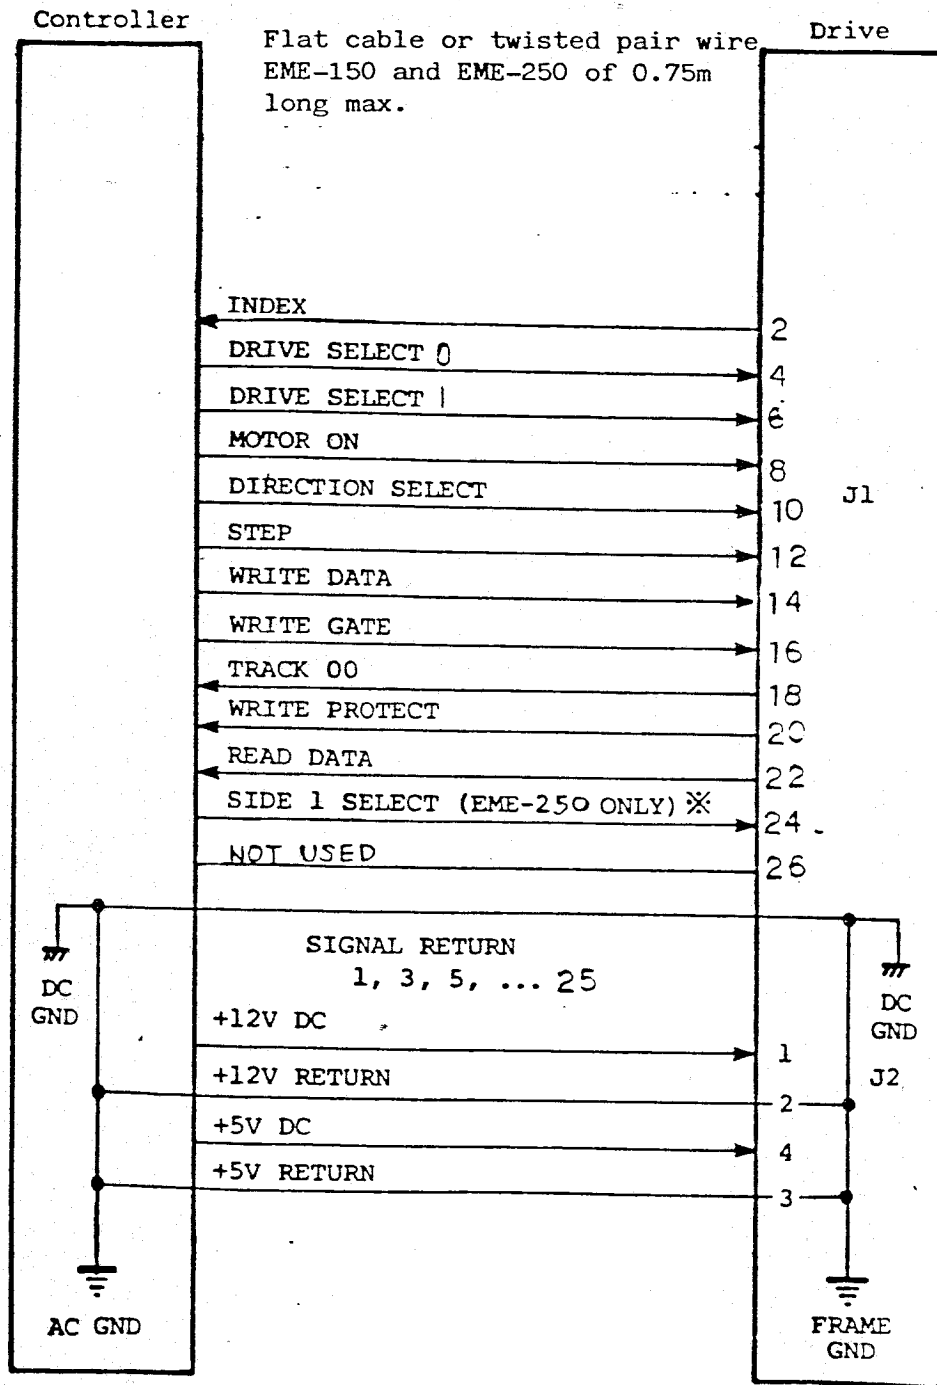 Controller
Flat cable or twisted pair wire
EME-150 and EME-250 of 0.75m
long max.
Drive
INDEX
2
DRIVE SELECT 0
4
DRIVE SELECT 1
6
MOTOR ON
8
DIRECTION SELECT
10
J1
STEP
12
WRITE DATA
14
WRITE GATE
16
TRACK 00
18
WRITE PROTECT
20
READ DATA
22
SIDE 1 SELECT (EME-250 ONLY) ※
24
NOT USED
26
SIGNAL RETURN
1, 3, 5, ... 25
DC
GND
DC
GND
+12V DC
1
+12V RETURN
J2
2
+5V DC
4
+5V RETURN
3
AC GND
FRAME
GND